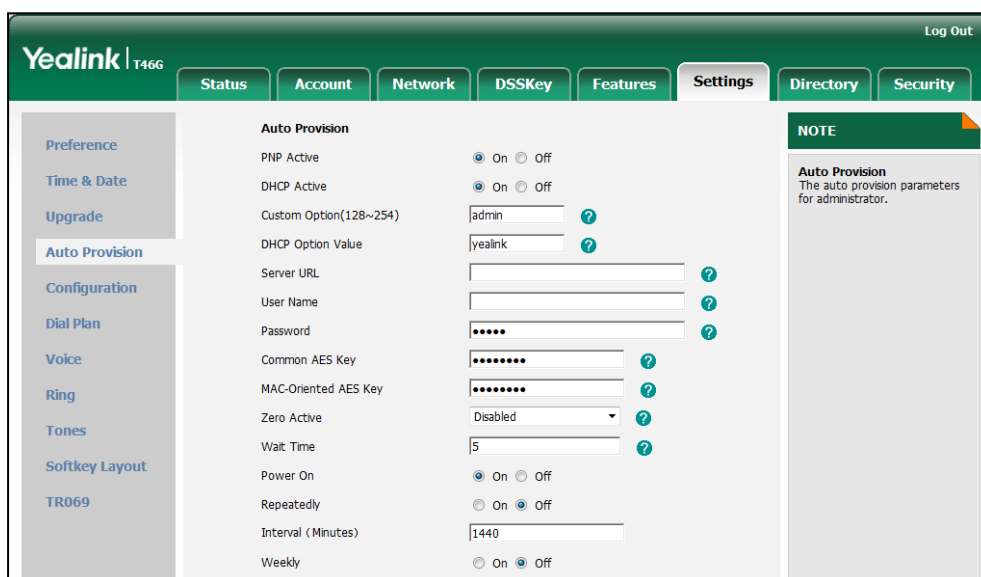 Log Out
Yealink T46G
Status Account Network DSSKey Features Settings Directory Security
Preference
Time & Date
Upgrade
Auto Provision
Configuration
Dial Plan
Voice
Ring
Tones
Softkey Layout
TR069
Auto Provision
PNP Active On Off
DHCP Active On Off
Custom Option(128~254) admin ?
DHCP Option Value yealink ?
Server URL ?
User Name ?
Password ••••• ?
Common AES Key •••••••• ?
MAC-Oriented AES Key •••••••• ?
Zero Active Disabled ?
Wait Time 5 ?
Power On On Off
Repeatedly On Off
Interval (Minutes) 1440
Weekly On Off
NOTE
Auto Provision
The auto provision parameters
for administrator.